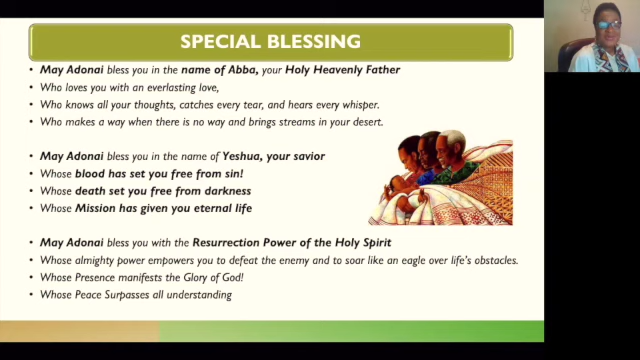 SPECIAL BLESSING
• May Adonai bless you in the name of Abba, your Holy Heavenly Father
• Who loves you with an everlasting love,
• Who knows all your thoughts, catches every tear, and hears every whisper.
• Who makes a way when there is no way and brings streams in your desert.
• May Adonai bless you in the name of Yeshua, your savior
• Whose blood has set you free from sin!
• Whose death set you free from darkness
• Whose Mission has given you eternal life
• May Adonai bless you with the Resurrection Power of the Holy Spirit
• Whose almighty power empowers you to defeat the enemy and to soar like an eagle over life's obstacles.
• Whose Presence manifests the Glory of God!
• Whose Peace Surpasses all understanding